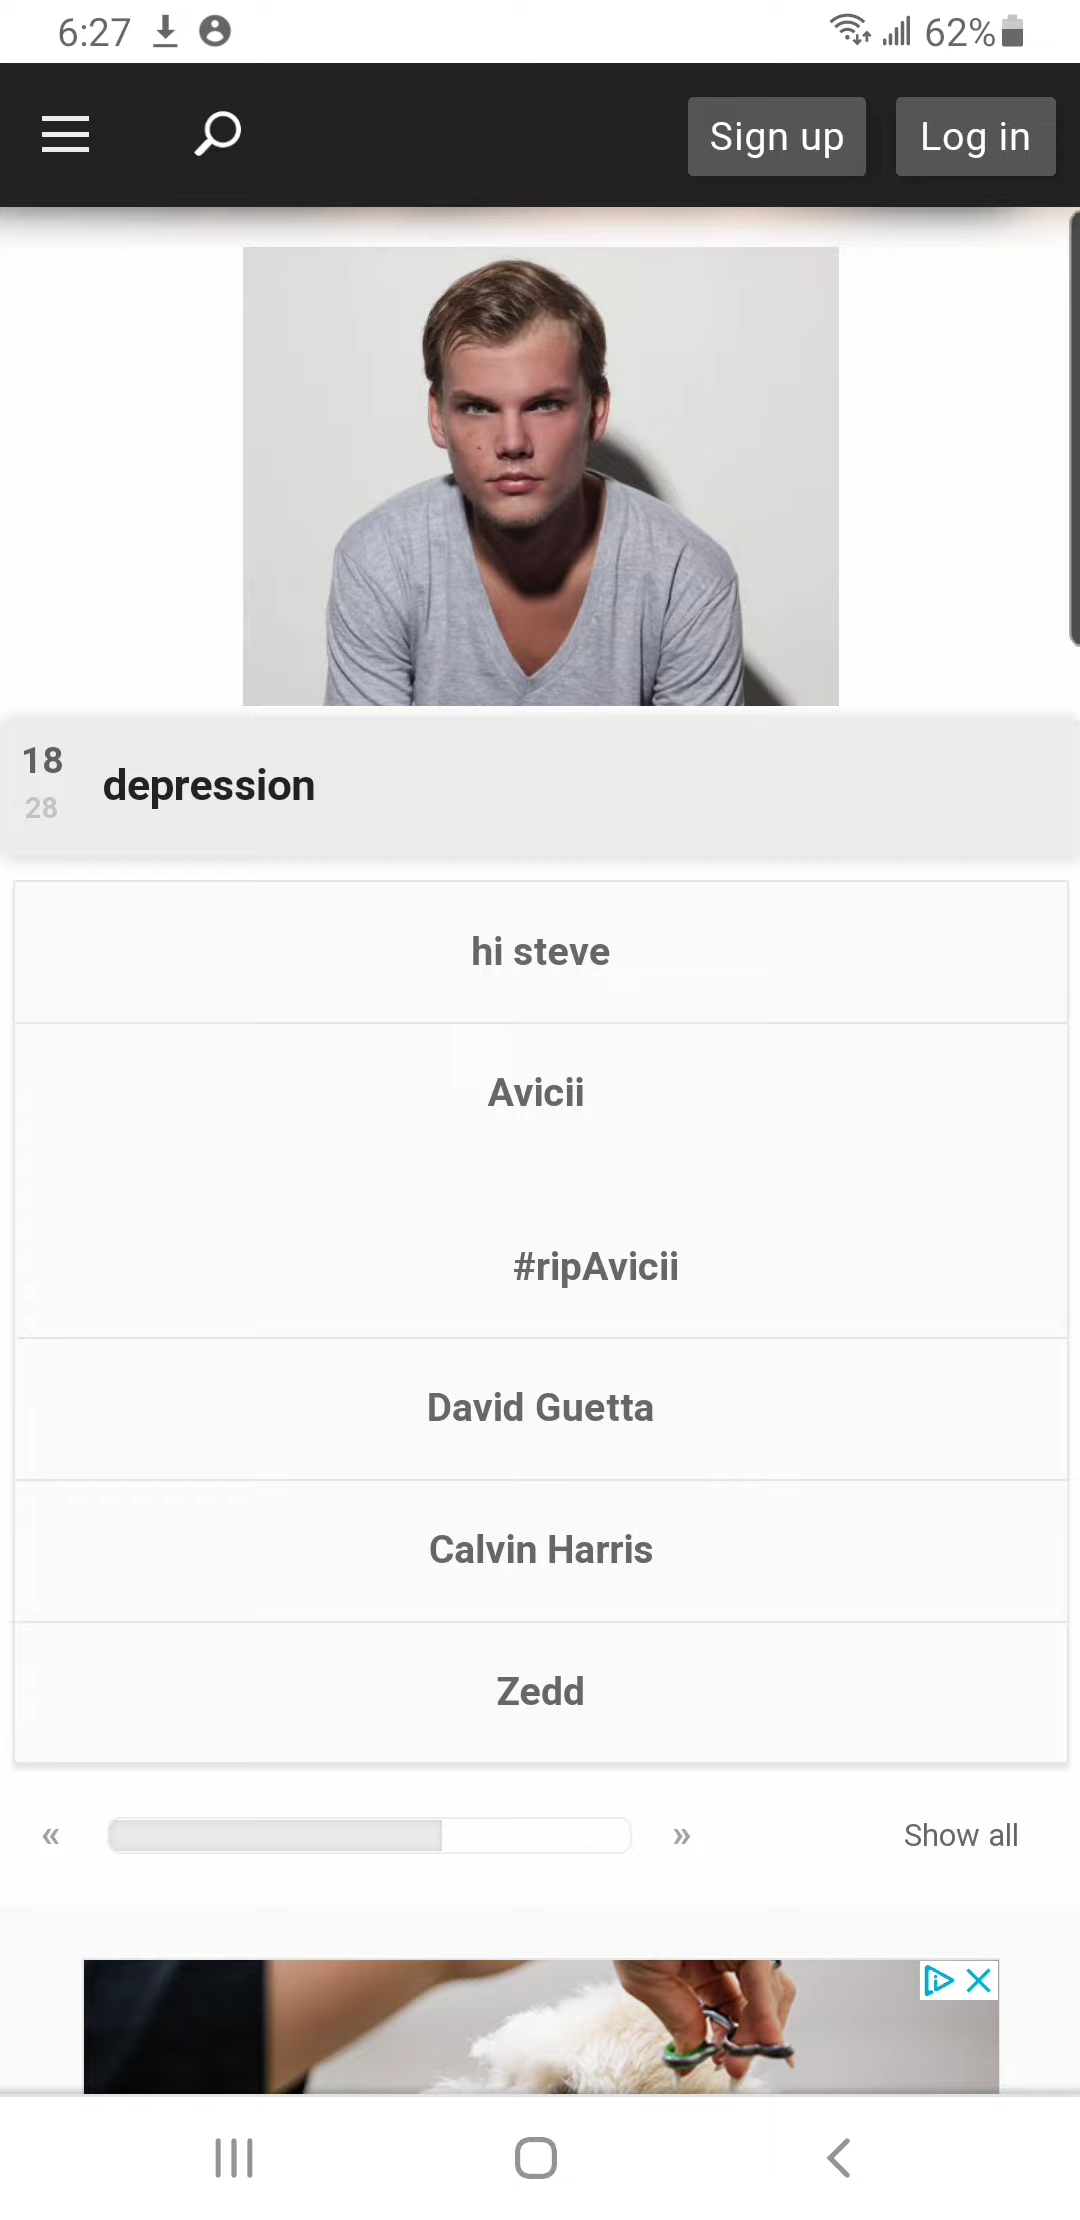 6:27
62%
Sign up
Log in
18
28
depression
hi steve
Avicii
#ripAvicii
David Guetta
Calvin Harris
Zedd
«
»
Show all